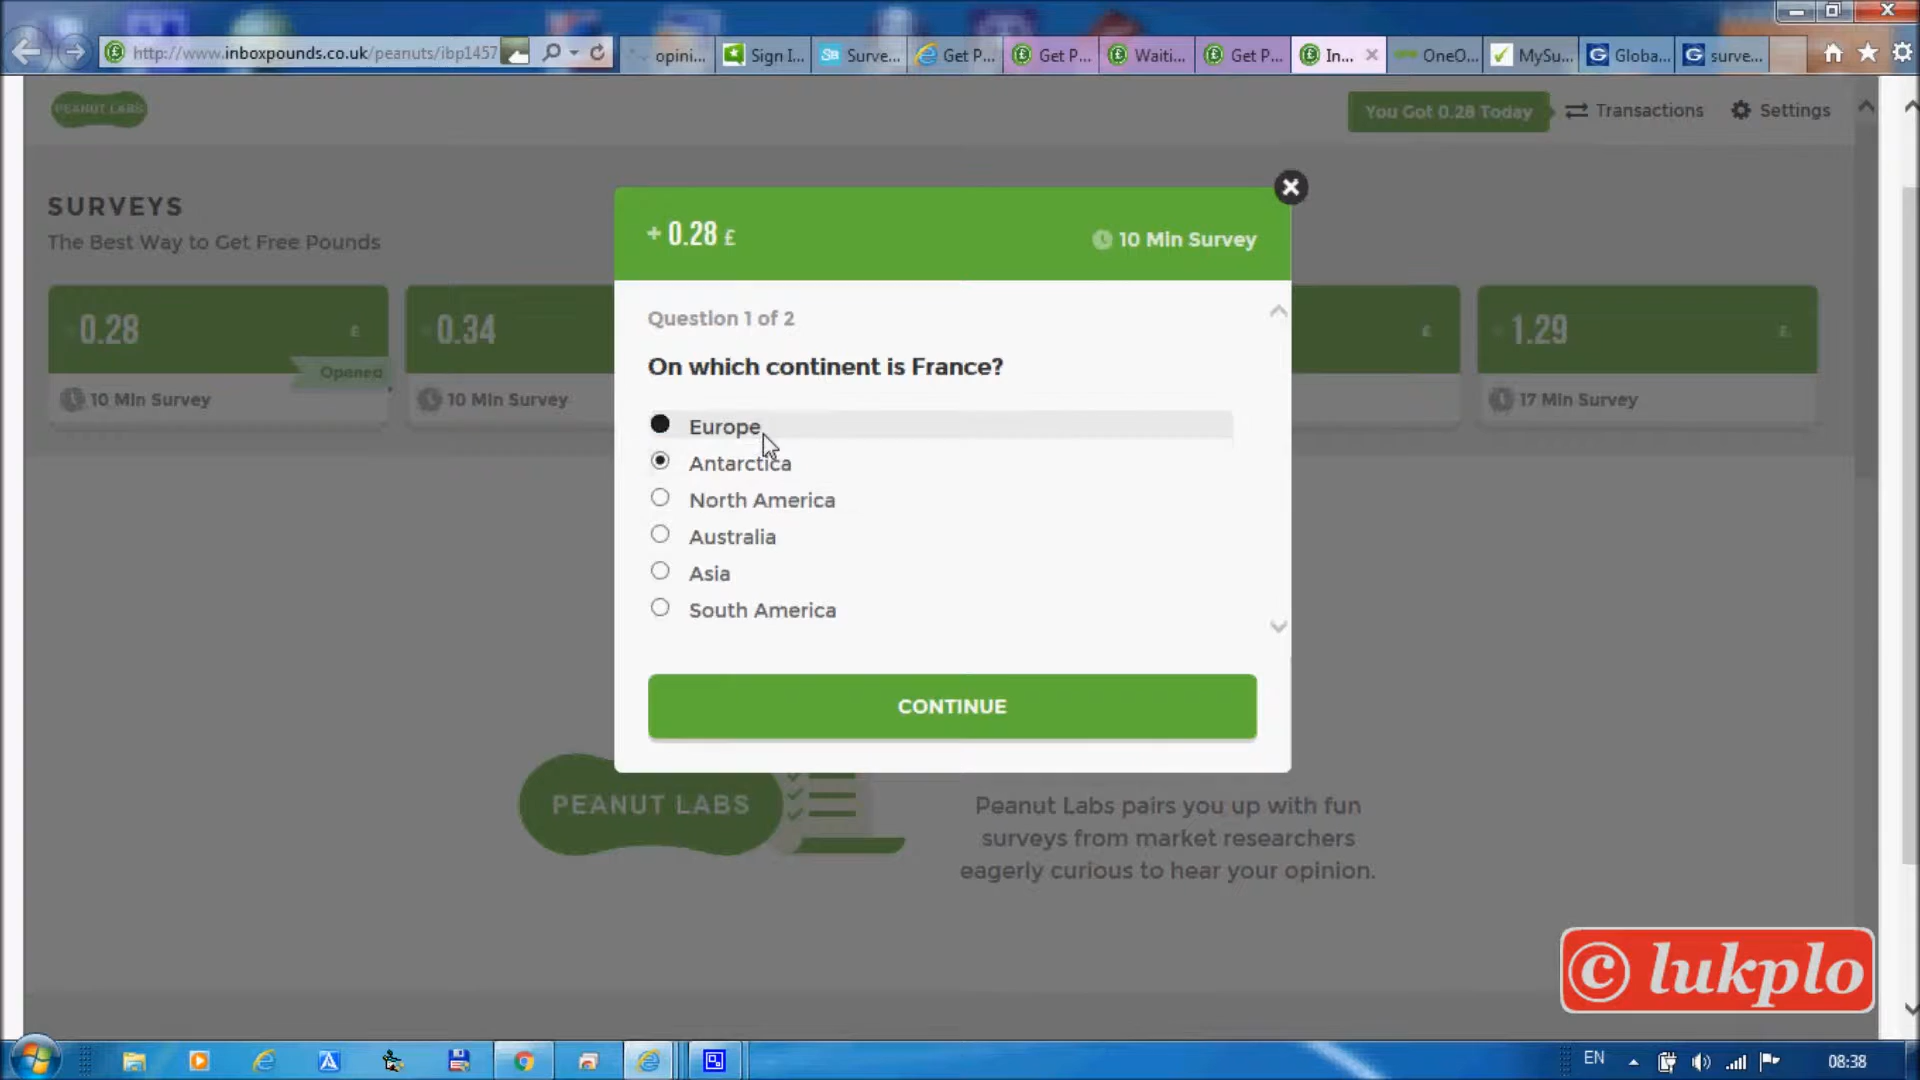 http://www.inboxpounds.co.uk/peanuts/ibp1457
opini...
Sign I...
Surve...
Get P...
Get P...
Waiti...
Get P...
In...
OneO...
MySu...
Globa...
surve...
PEANUT LABS
You Got 0.28 Today
Transactions
Settings
SURVEYS
The Best Way to Get Free Pounds
0.28 £
Opened
10 Min Survey
0.34
10 Min Survey
£
1.29 £
17 Min Survey
+ 0.28 £
10 Min Survey
Question 1 of 2
On which continent is France?
Europe
Antarctica
North America
Australia
Asia
South America
CONTINUE
PEANUT LABS
Peanut Labs pairs you up with fun
surveys from market researchers
eagerly curious to hear your opinion.
© lukplo
EN
08:38